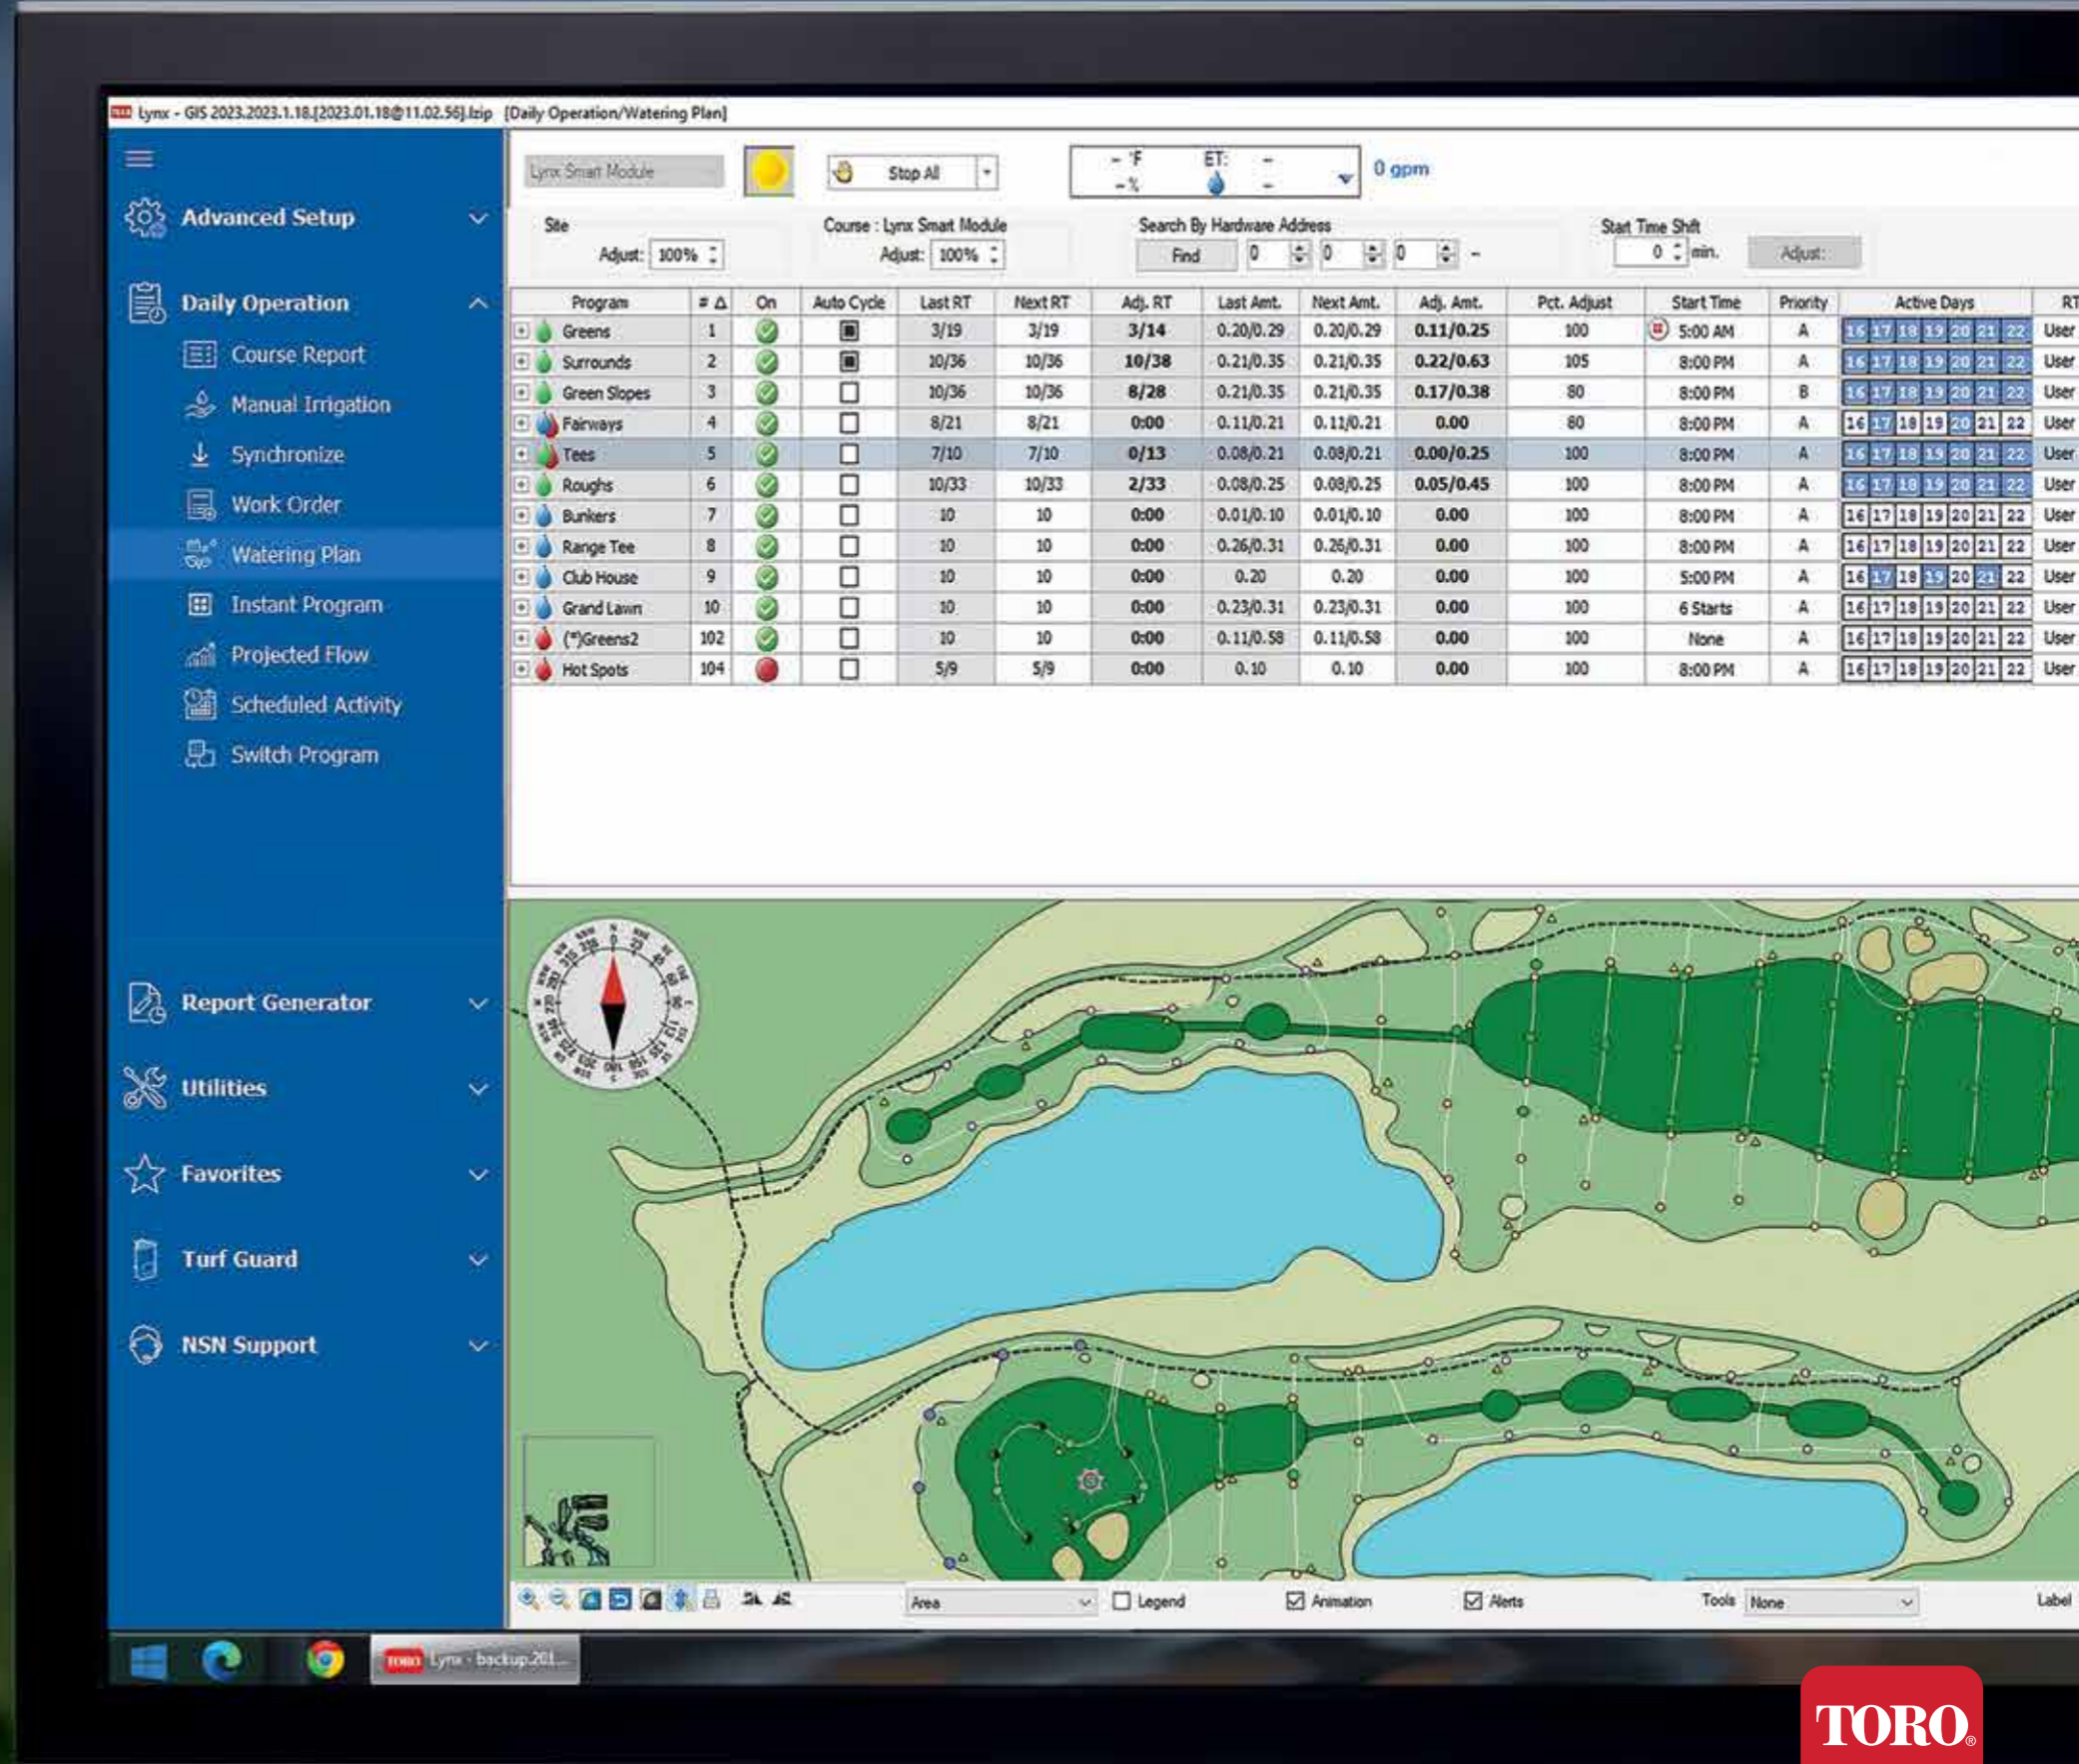 Lynx - GIS 2023.2023.1.18.[2023.01.18@11.02.56].lzip [Daily Operation/Watering Plan]
Lynx Smart Module Stop All - °F ET: - 0 gpm
- % -
Advanced Setup
Site Course : Lynx Smart Module Search By Hardware Address Start Time Shift
Adjust: 100% Adjust: 100% Find 0 0 0 - 0 min. Adjust:
Daily Operation
Course Report
Manual Irrigation
Synchronize
Work Order
Watering Plan
Instant Program
Projected Flow
Scheduled Activity
Switch Program
Report Generator
Utilities
Favorites
Turf Guard
NSN Support
Program # Δ On Auto Cycle Last RT Next RT Adj. RT Last Amt. Next Amt. Adj. Amt. Pct. Adjust Start Time Priority Active Days RT
Greens 1 3/19 3/19 3/14 0.20/0.29 0.20/0.29 0.11/0.25 100 5:00 AM A 16 17 18 19 20 21 22 User
Surrounds 2 10/36 10/36 10/38 0.21/0.35 0.21/0.35 0.22/0.63 105 8:00 PM A 16 17 18 19 20 21 22 User
Green Slopes 3 10/36 10/36 8/28 0.21/0.35 0.21/0.35 0.17/0.38 80 8:00 PM B 16 17 18 19 20 21 22 User
Fairways 4 8/21 8/21 0:00 0.11/0.21 0.11/0.21 0.00 80 8:00 PM A 16 17 18 19 20 21 22 User
Tees 5 7/10 7/10 0/13 0.08/0.21 0.08/0.21 0.00/0.25 100 8:00 PM A 16 17 18 19 20 21 22 User
Roughs 6 10/33 10/33 2/33 0.08/0.25 0.08/0.25 0.05/0.45 100 8:00 PM A 16 17 18 19 20 21 22 User
Bunkers 7 10 10 0:00 0.01/0.10 0.01/0.10 0.00 100 8:00 PM A 16 17 18 19 20 21 22 User
Range Tee 8 10 10 0:00 0.26/0.31 0.26/0.31 0.00 100 8:00 PM A 16 17 18 19 20 21 22 User
Club House 9 10 10 0:00 0.20 0.20 0.00 100 5:00 PM A 16 17 18 19 20 21 22 User
Grand Lawn 10 10 10 0:00 0.23/0.31 0.23/0.31 0.00 100 6 Starts A 16 17 18 19 20 21 22 User
(*)Greens2 102 10 10 0:00 0.11/0.58 0.11/0.58 0.00 100 None A 16 17 18 19 20 21 22 User
Hot Spots 104 5/9 5/9 0:00 0.10 0.10 0.00 100 8:00 PM A 16 17 18 19 20 21 22 User
Area Legend Animation Alerts Tools None Label
TORO Lynx - backup.201...
TORO®